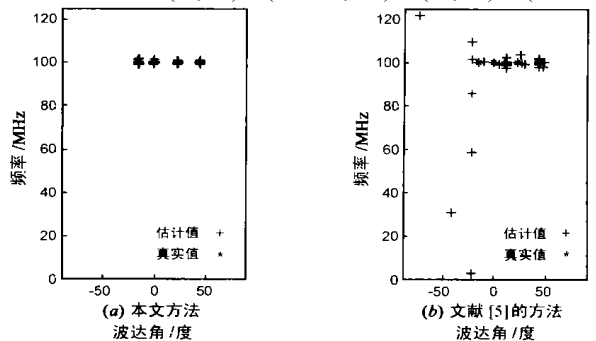 120 120
100 100
80 80
频率/MHz 频率/MHz
60 60
40 40
估计值 + 估计值 +
20 20
真实值 * 真实值 *
0 0
-50 0 50 -50 0 50
(a) 本文方法 (b) 文献[5]的方法
波达角/度 波达角/度